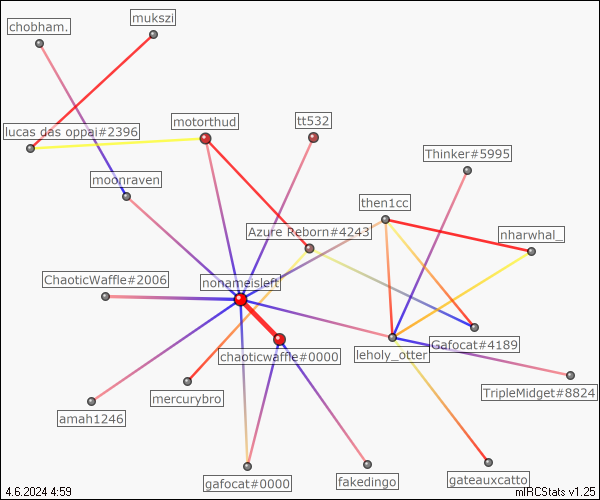 mukszi
chobham.
motorthud
tt532
lucas das oppai#2396
Thinker#5995
moonraven
then1cc
Azure Reborn#4243
nharwhal_
ChaoticWaffle#2006
nonameisleft
Gafocat#4189
chaoticwaffle#0000
leholy_otter
TripleMidget#8824
mercurybro
amah1246
gafocat#0000
fakedingo
gateauxcatto
4.6.2024 4:59
mIRCStats v1.25